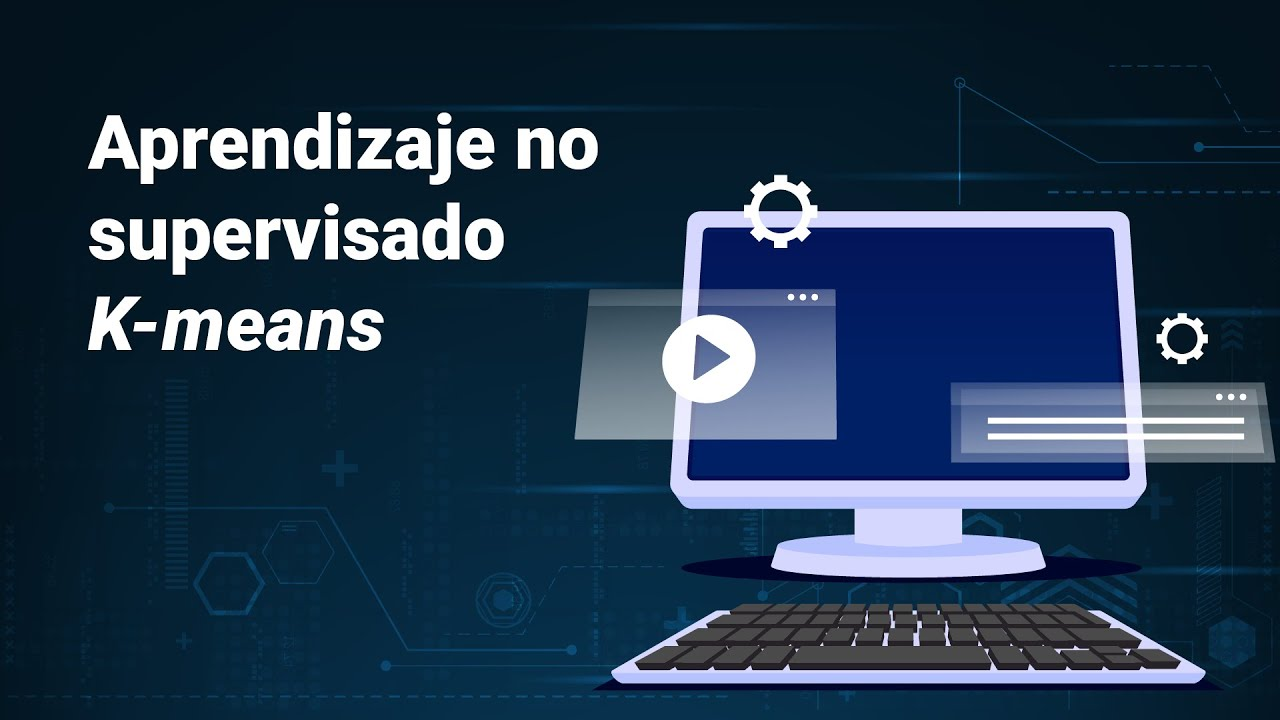 Aprendizaje no
supervisado
K-means